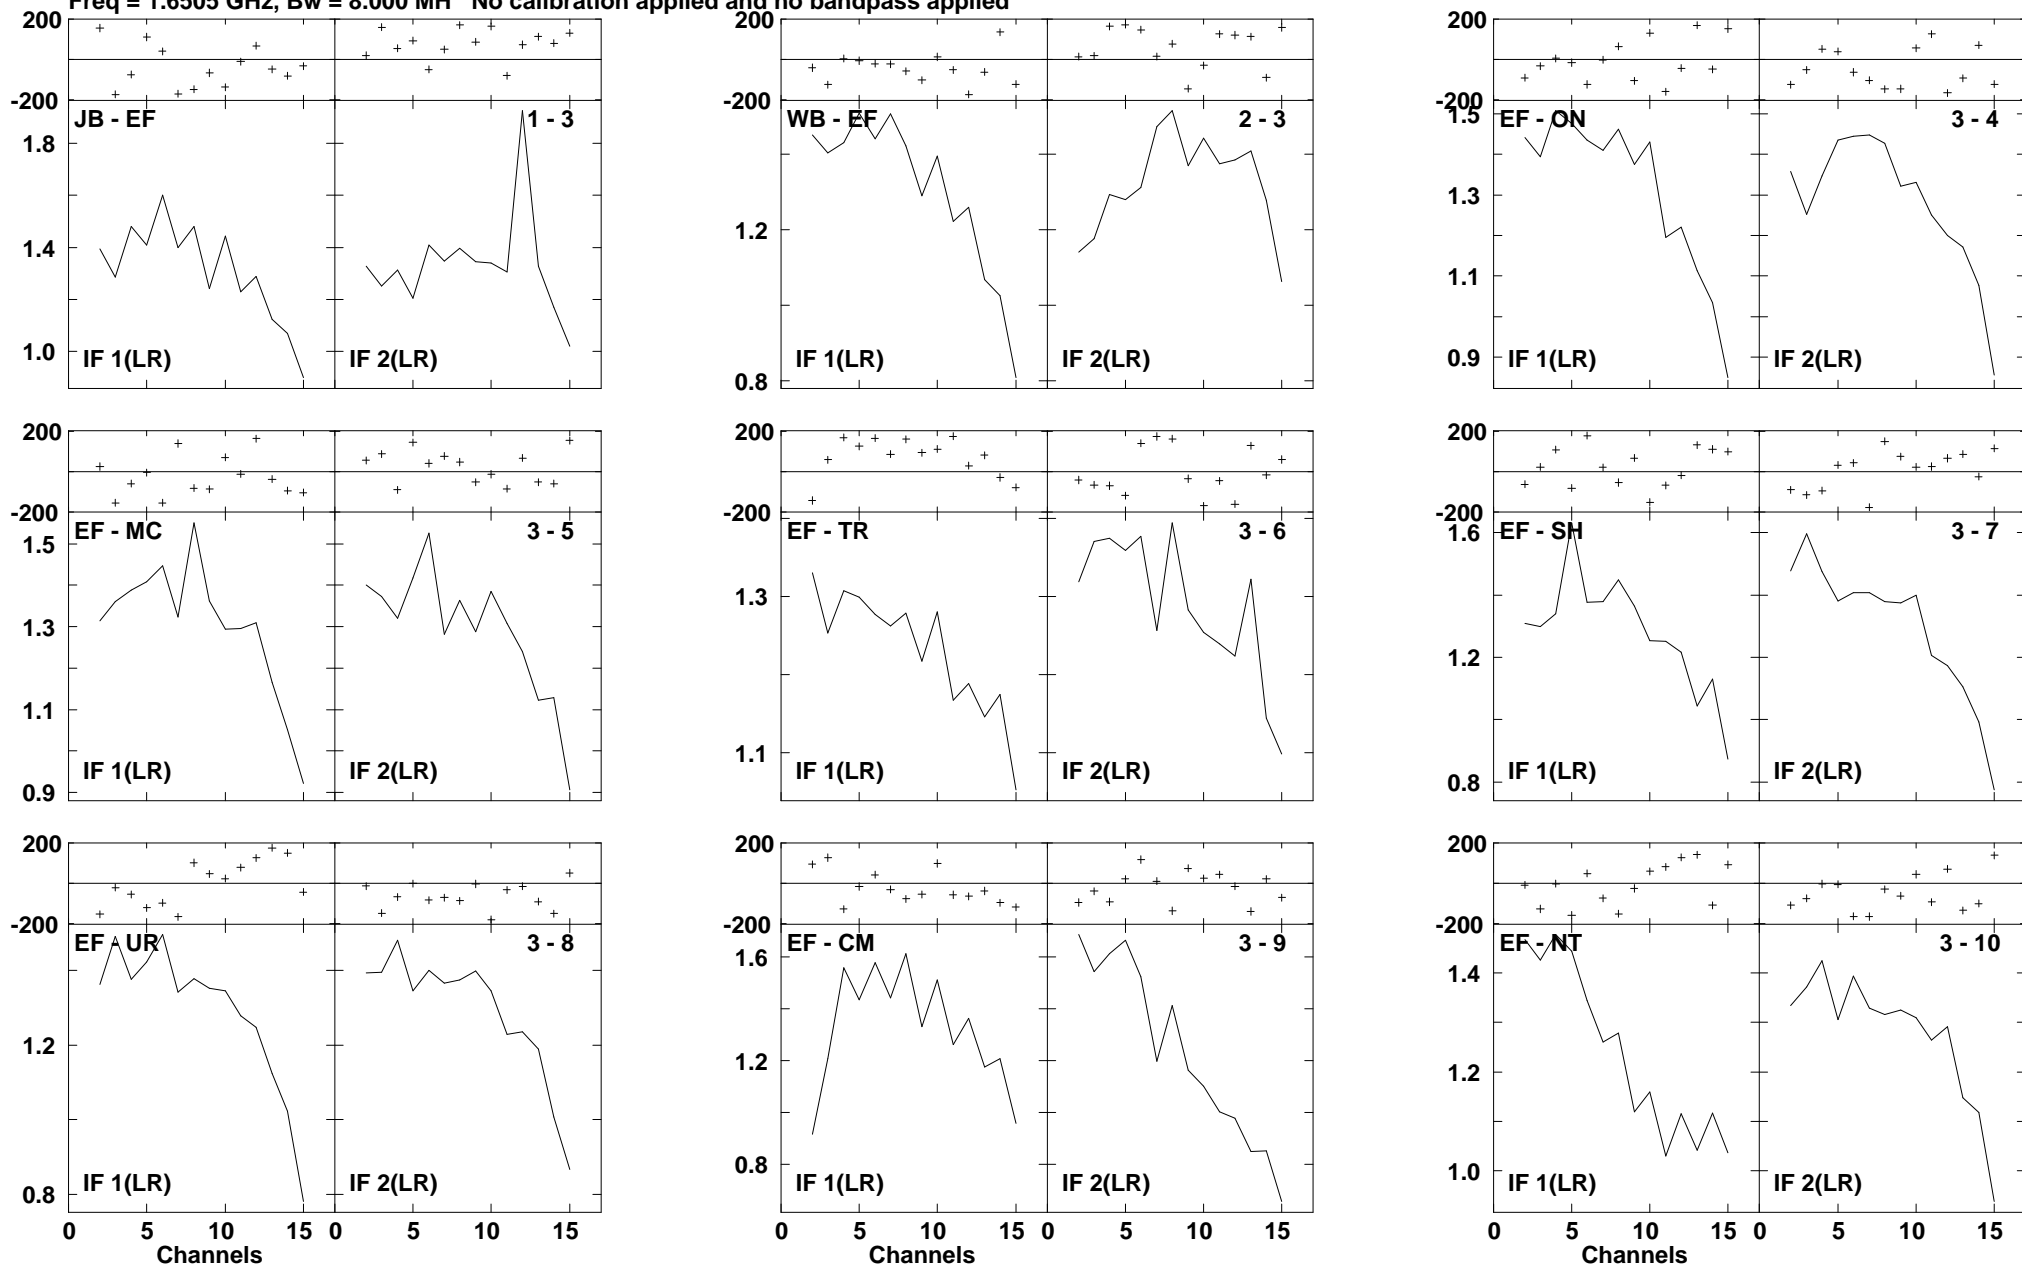 Freq = 1.6505 GHz, Bw = 8.000 MH No calibration applied and no bandpass applied
200 200 200
-200 -200 -200
JB - EF 1 - 3 WB - EF 2 - 3 EF - ON 3 - 4
1.5
1.8
1.3
1.4 1.2
1.1
1.0 IF 1(LR) IF 2(LR) IF 1(LR) IF 2(LR) 0.9 IF 1(LR) IF 2(LR)
0.8
200 200 200
-200 -200 -200
EF - MC 3 - 5 EF - TR 3 - 6 EF - SH 3 - 7
1.5 1.6
1.3 1.3
1.2
1.1
1.1
IF 1(LR) IF 2(LR) IF 1(LR) IF 2(LR) IF 1(LR) IF 2(LR)
0.9 0.8
200 200 200
-200 -200 -200
EF - UR 3 - 8 EF - CM 3 - 9 EF - NT 3 - 10
1.6 1.4
1.2 1.2 1.2
0.8 1.0
IF 1(LR) IF 2(LR) IF 1(LR) IF 2(LR) IF 1(LR) IF 2(LR)
0.8
0 5 10 15 0 5 10 15 0 5 10 15 0 5 10 15 0 5 10 15 0 5 10 15
Channels Channels Channels